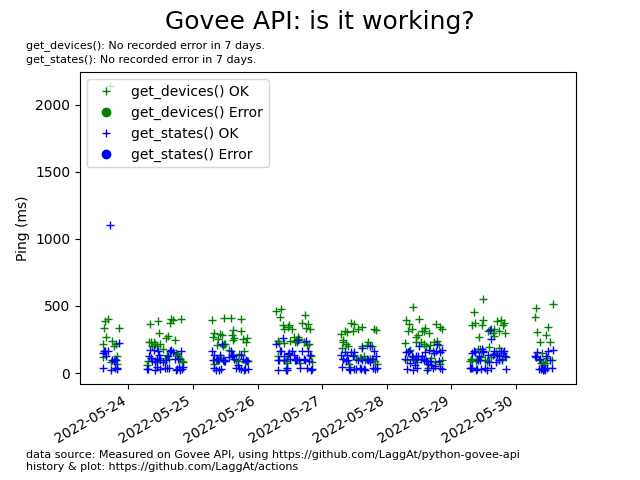 Govee API: is it working?
get_devices(): No recorded error in 7 days.
get_states(): No recorded error in 7 days.
get_devices() OK
get_devices() Error
get_states() OK
get_states() Error
Ping (ms)
2000
1500
1000
500
0
2022-05-24
2022-05-25
2022-05-26
2022-05-27
2022-05-28
2022-05-29
2022-05-30
data source: Measured on Govee API, using https://github.com/LaggAt/python-govee-api
history & plot: https://github.com/LaggAt/actions